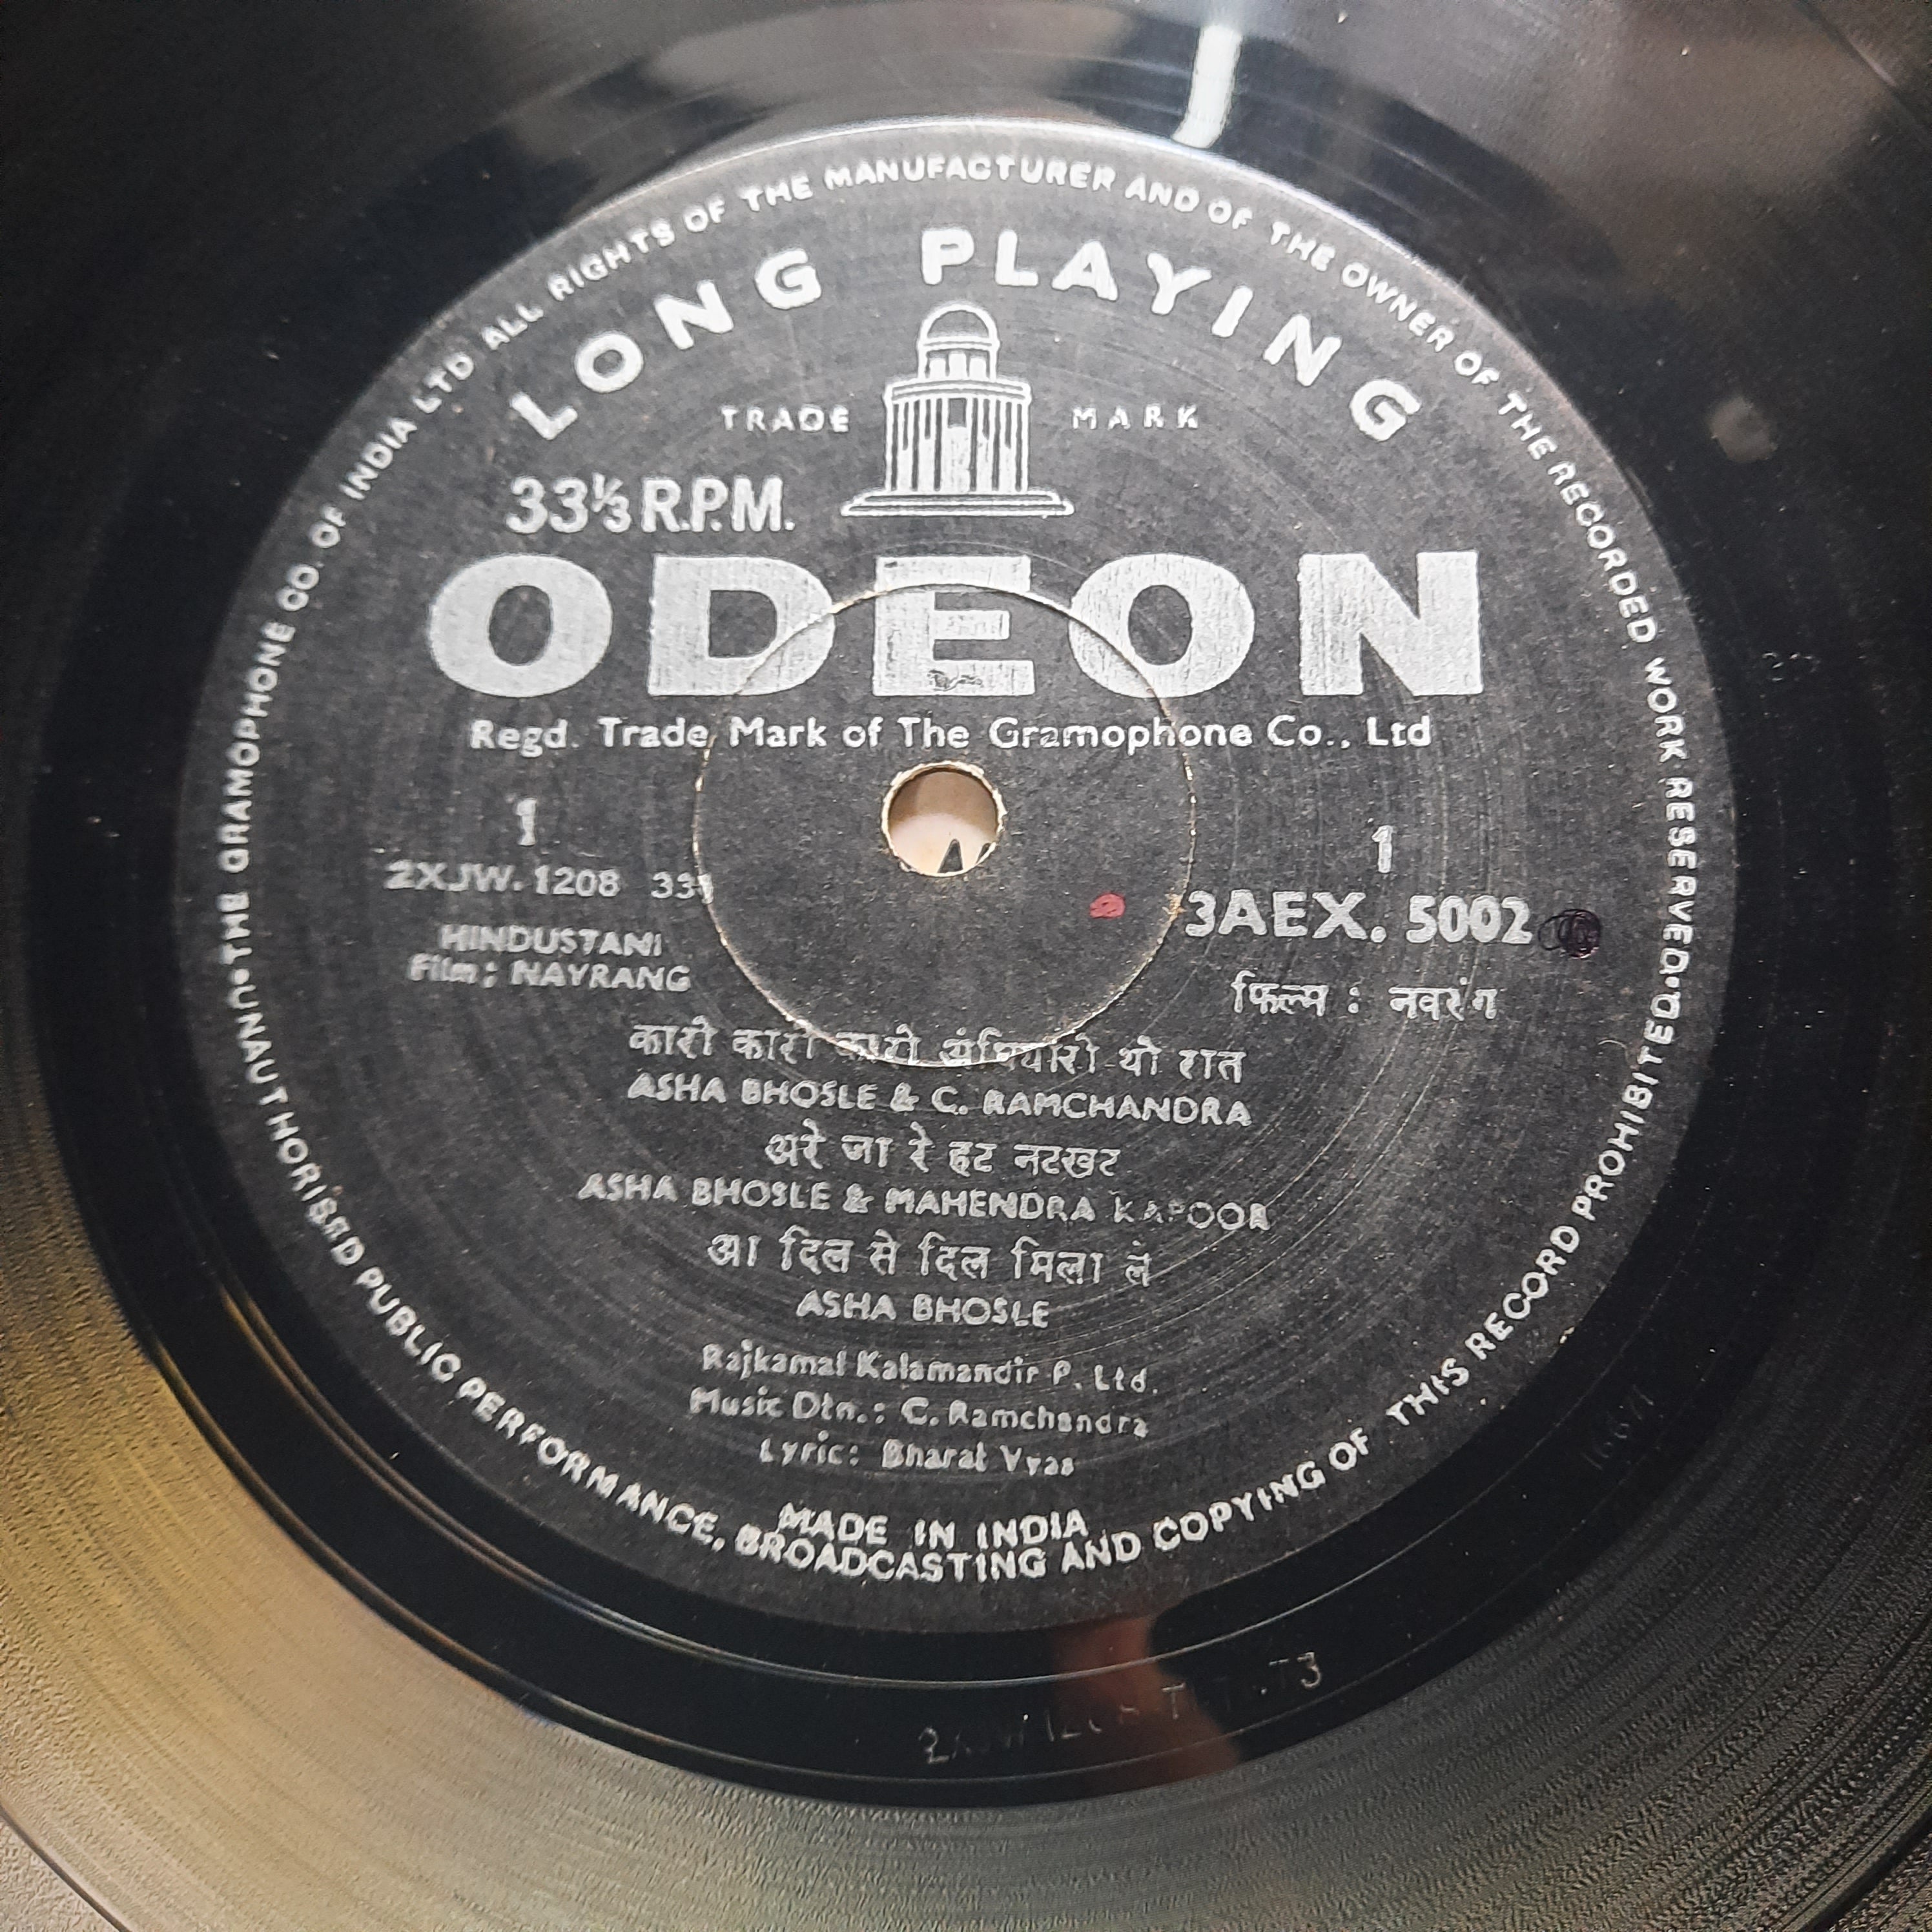 THE GRAMOPHONE CO. OF INDIA LTD ALL RIGHTS OF THE MANUFACTURER AND OF THE OWNER OF THE RECORDED WORK RESERVED
LONG PLAYING
TRADE MARK
33⅓ R.P.M.
ODEON
Regd. Trade Mark of The Gramophone Co., Ltd
1
1
2XJW. 1208 331
3AEX. 5002
HINDUSTANI
Film: NAVRANG
फिल्म : नवरंग
कारी कारी कारी अंधियारी थी रात
ASHA BHOSLE & C. RAMCHANDRA
अरे जा रे हट नटखट
ASHA BHOSLE & MAHENDRA KAPOOR
आ दिल से दिल मिला ले
ASHA BHOSLE
Rajkamal Kalamandir P. Ltd.
Music Dtn.: C. Ramchandra
Lyric: Bharat Vyas
MADE IN INDIA
UNAUTHORISED PUBLIC PERFORMANCE, BROADCASTING AND COPYING OF THIS RECORD PROHIBITED